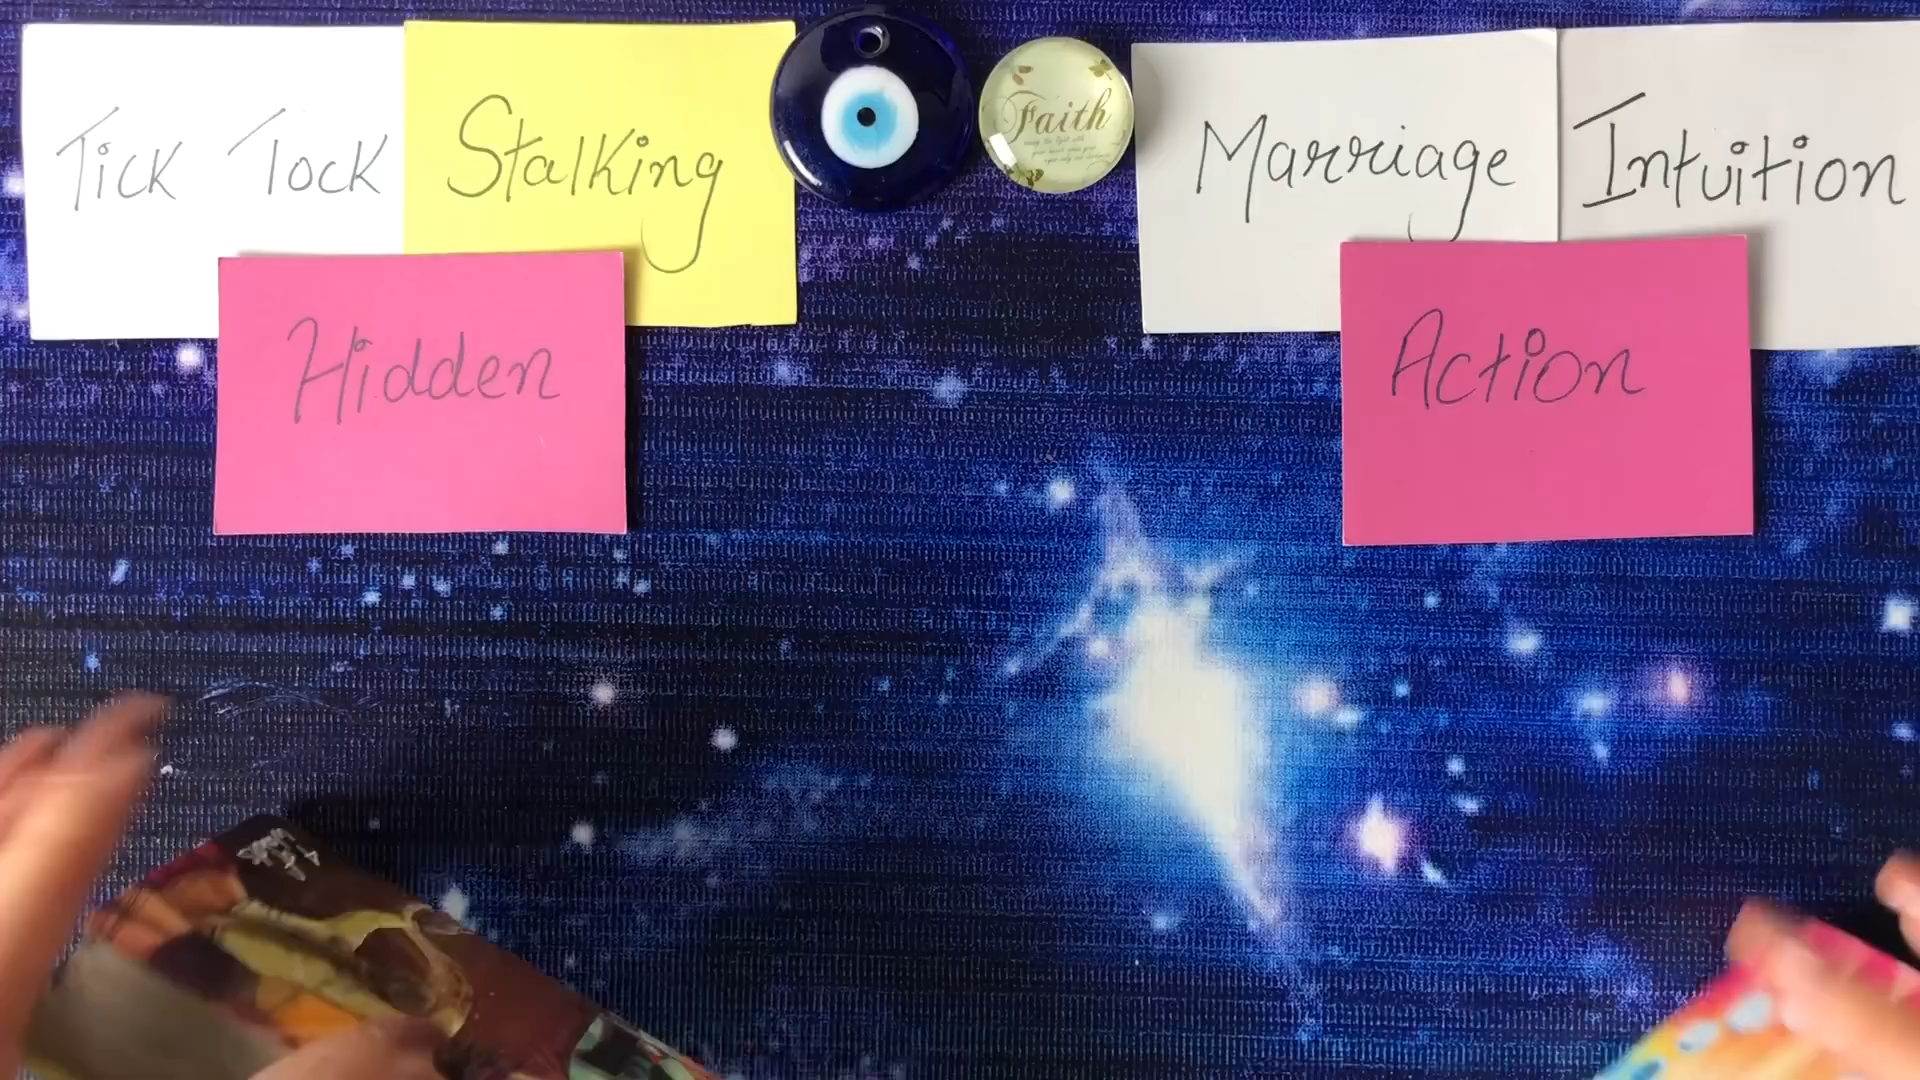 Tick Tock
Stalking
Hidden
Faith
Marriage
Intuition
Action